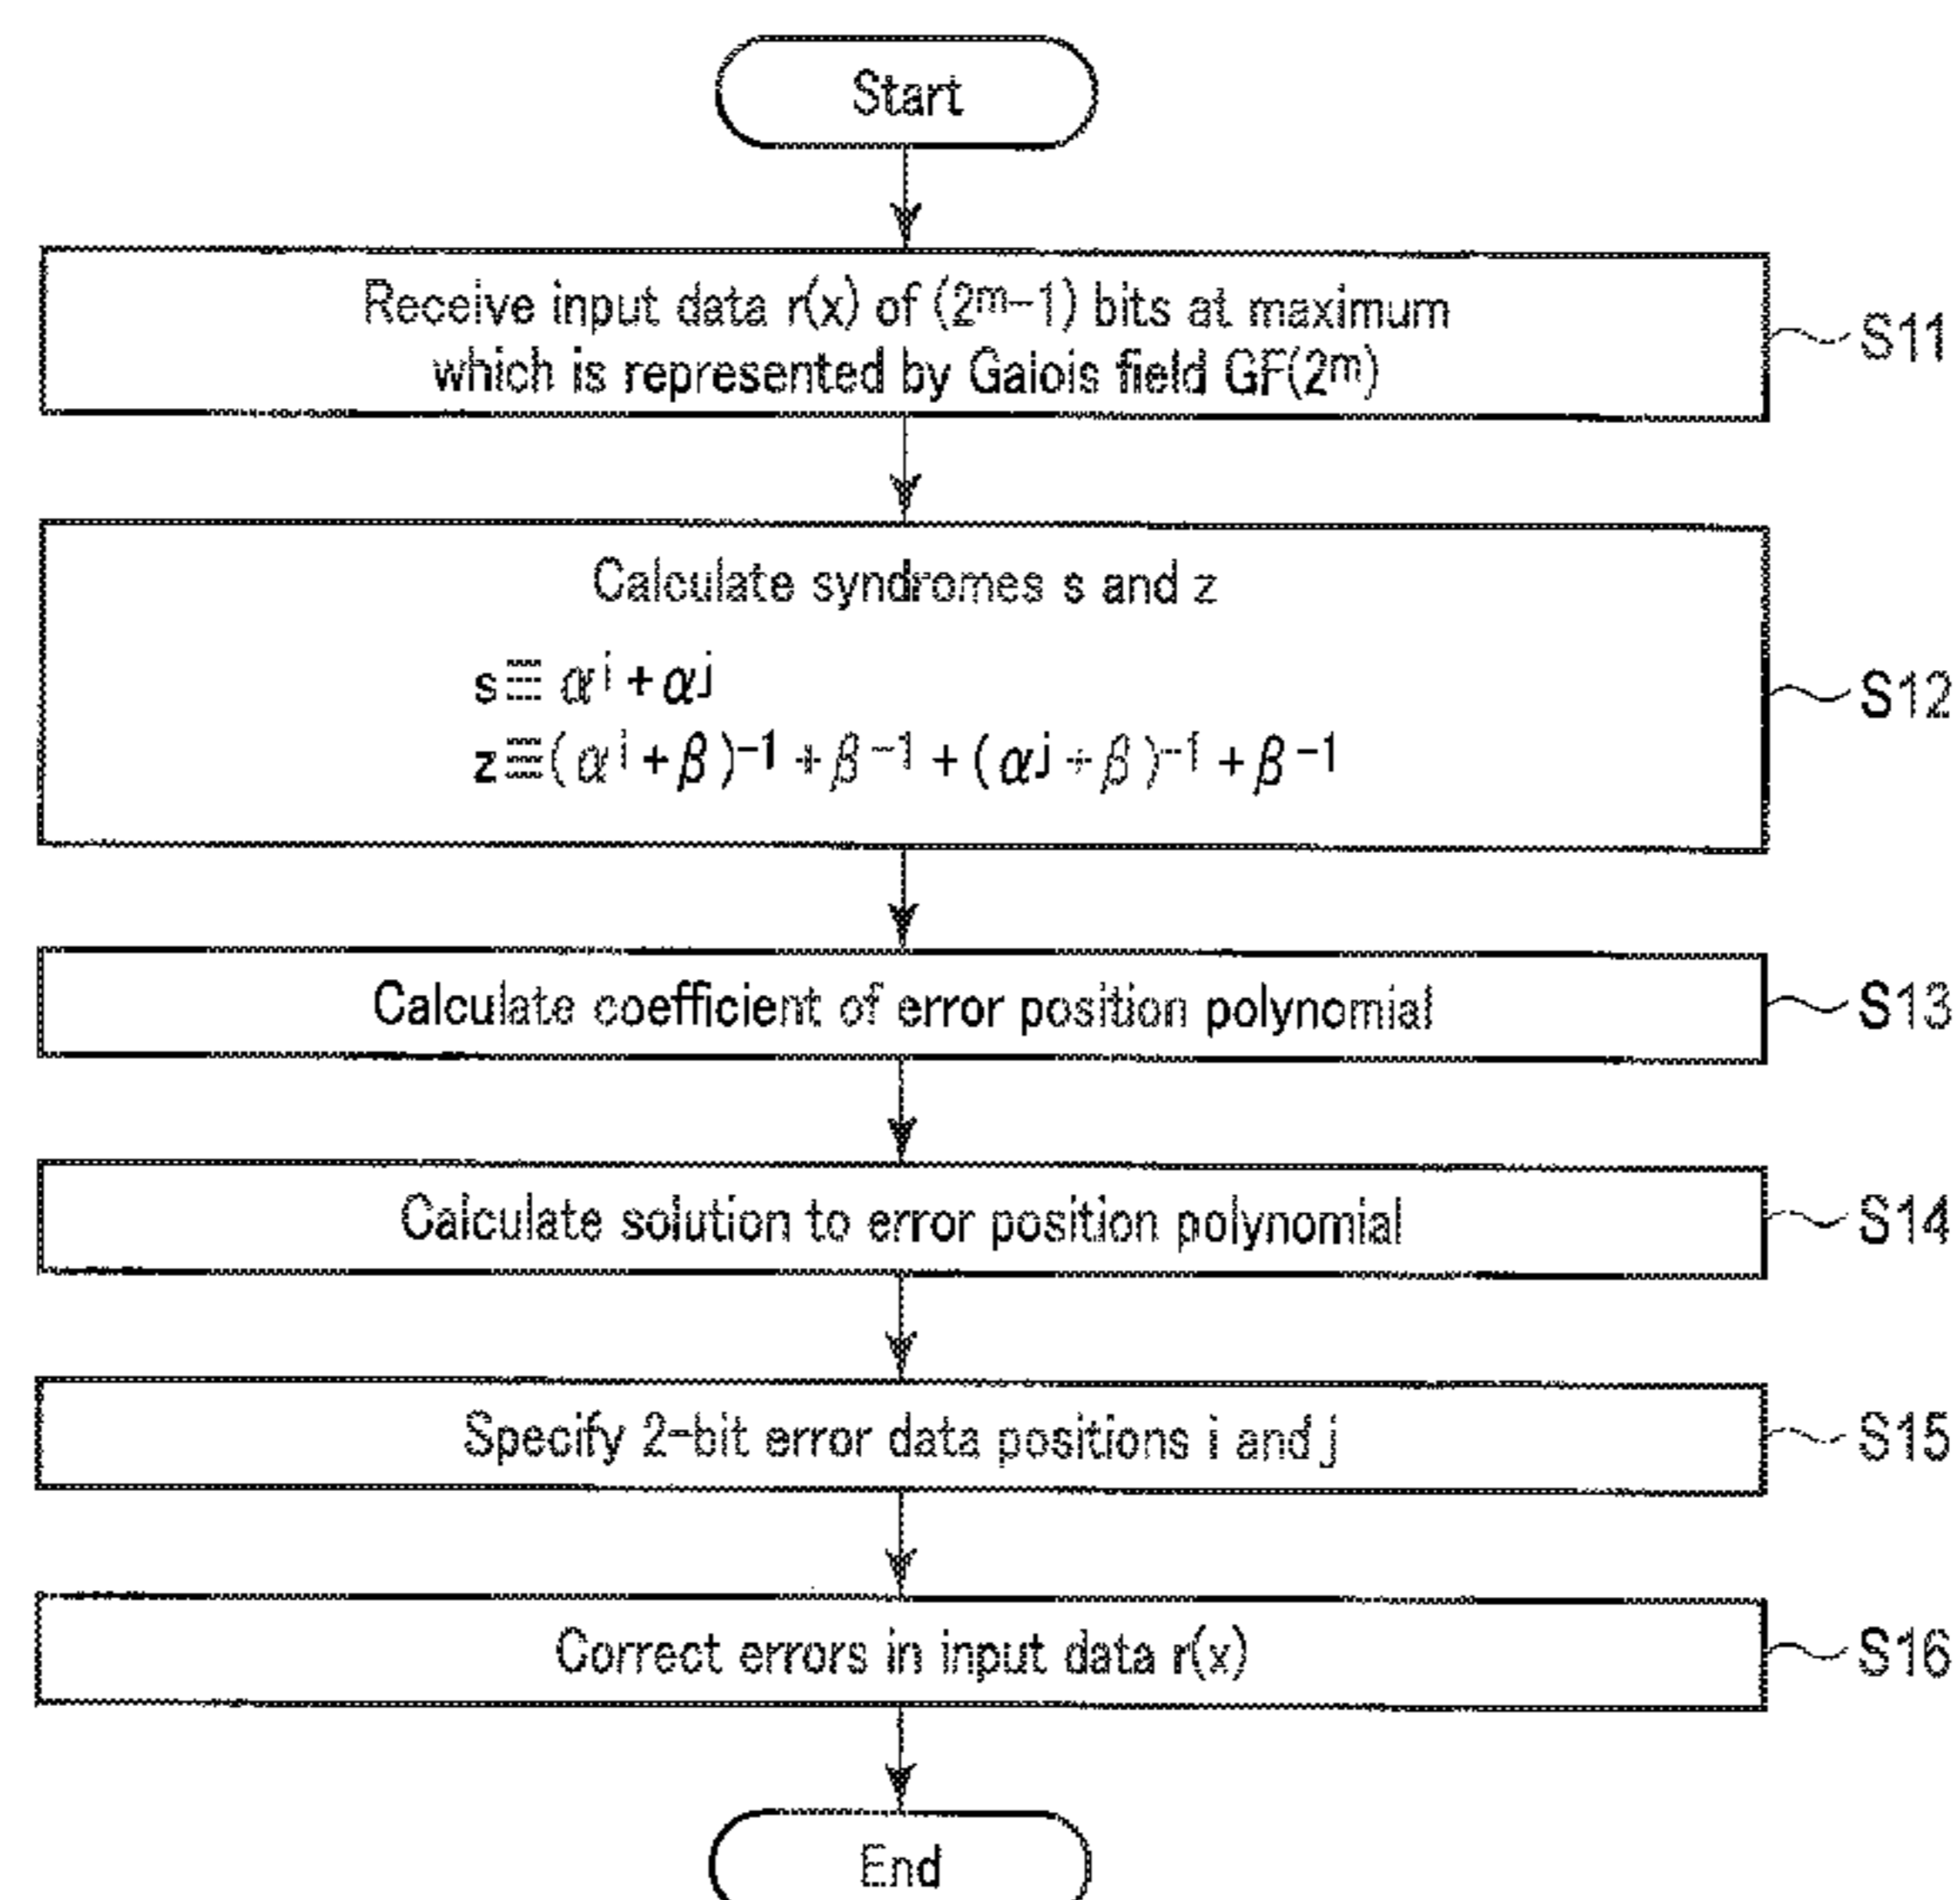 Start
Receive input data r(x) of (2ᵐ-1) bits at maximum
which is represented by Galois field GF(2ᵐ)
S11
Calculate syndromes s and z
s≡αⁱ+αʲ
z≡(αⁱ+β)⁻¹+β⁻¹+(αʲ+β)⁻¹+β⁻¹
S12
Calculate coefficient of error position polynomial
S13
Calculate solution to error position polynomial
S14
Specify 2-bit error data positions i and j
S15
Correct errors in input data r(x)
S16
End